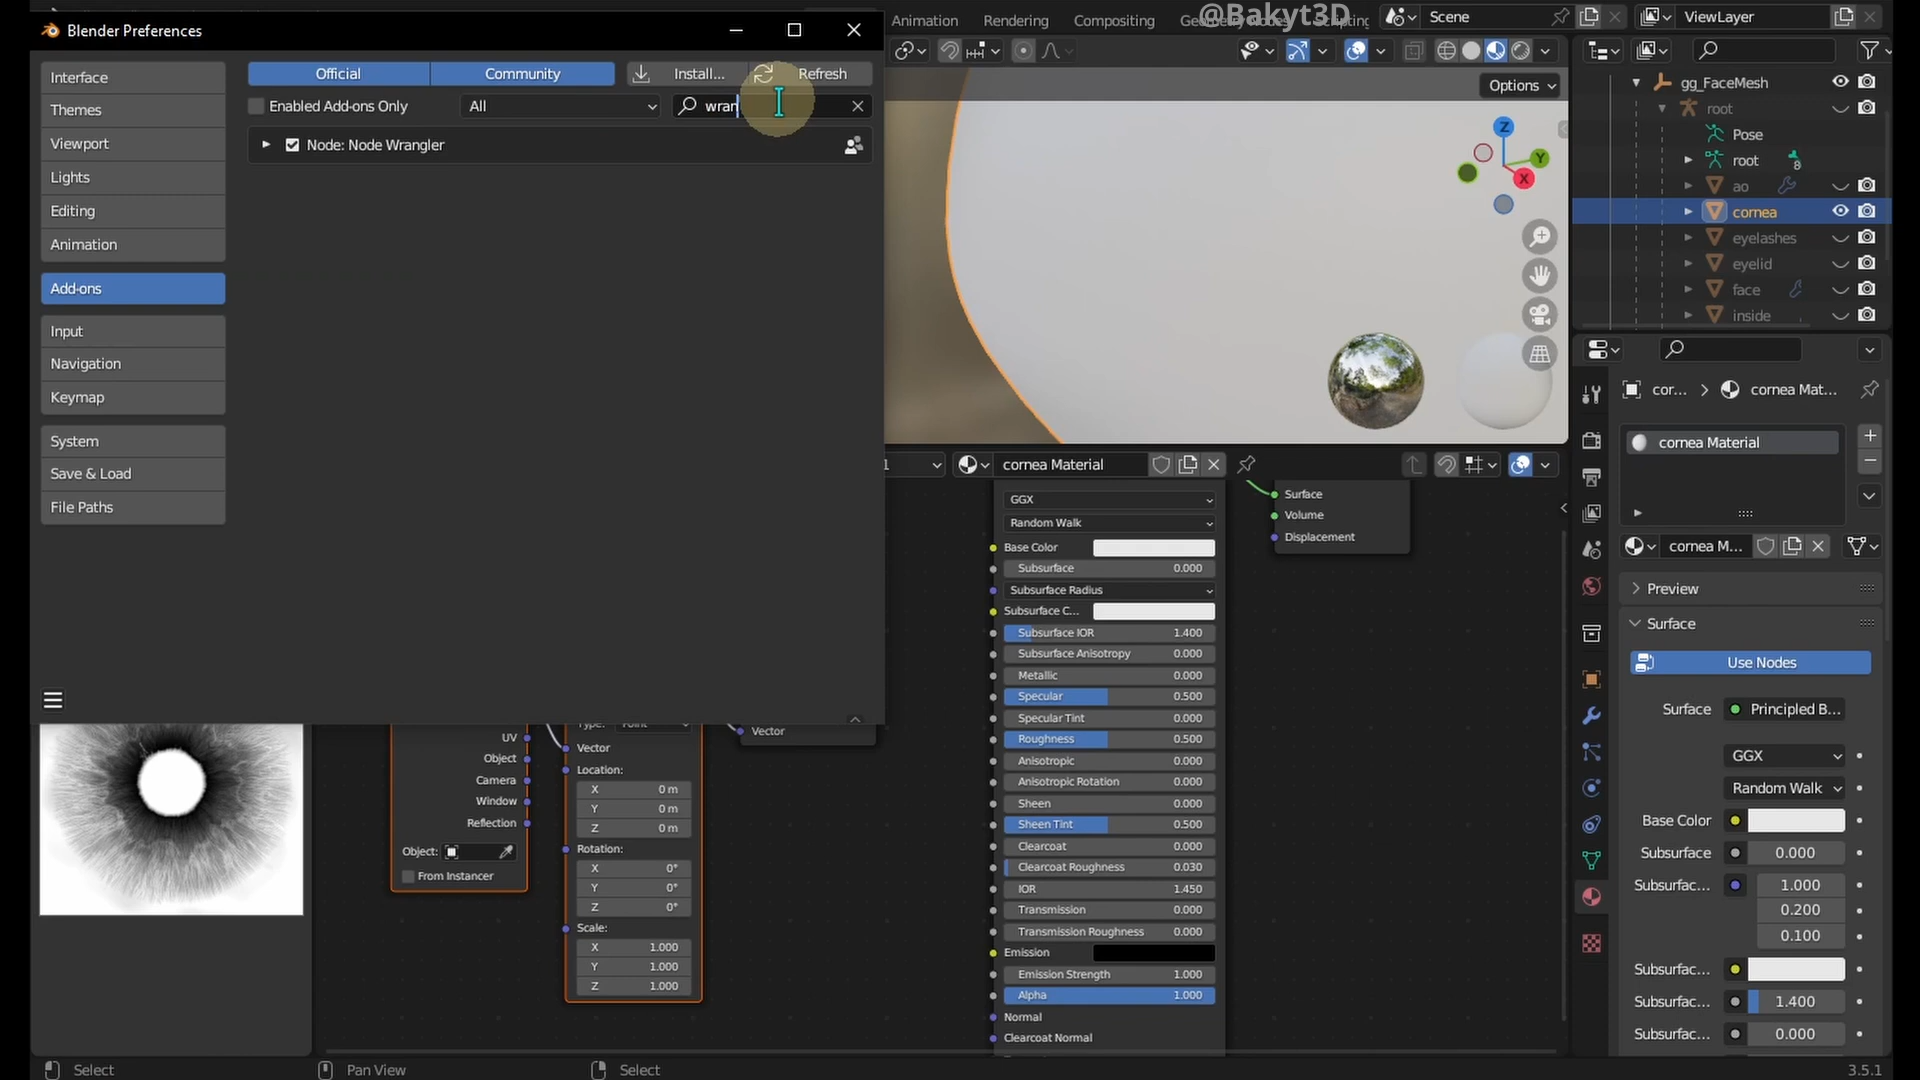 @Bakyt3D
Blender Preferences
Animation
Rendering
Compositing
Scripting
Scene
ViewLayer
Interface
Themes
Viewport
Lights
Editing
Animation
Add-ons
Input
Navigation
Keymap
System
Save & Load
File Paths
Official
Community
Install...
Refresh
Enabled Add-ons Only
All
wran
Node: Node Wrangler
Options
Z
Y
X
gg_FaceMesh
root
Pose
root
8
ao
cornea
eyelashes
eyelid
face
inside
1
cornea Material
GGX
Random Walk
Base Color
Subsurface 0.000
Subsurface Radius
Subsurface C...
Subsurface IOR 1.400
Subsurface Anisotropy 0.000
Metallic 0.000
Specular 0.500
Specular Tint 0.000
Roughness 0.500
Anisotropic 0.000
Anisotropic Rotation 0.000
Sheen 0.000
Sheen Tint 0.500
Clearcoat 0.000
Clearcoat Roughness 0.030
IOR 1.450
Transmission 0.000
Transmission Roughness 0.000
Emission
Emission Strength 1.000
Alpha 1.000
Normal
Clearcoat Normal
Surface
Volume
Displacement
UV
Object
Camera
Window
Reflection
Object:
From Instancer
Type: Point
Vector
Location:
X 0 m
Y 0 m
Z 0 m
Rotation:
X 0°
Y 0°
Z 0°
Scale:
X 1.000
Y 1.000
Z 1.000
Vector
cor...
cornea Mat...
cornea Material
cornea M...
Preview
Surface
Use Nodes
Surface
Principled B...
GGX
Random Walk
Base Color
Subsurface 0.000
Subsurfac... 1.000
0.200
0.100
Subsurfac...
Subsurfac... 1.400
Subsurfac... 0.000
Select
Pan View
Select
3.5.1